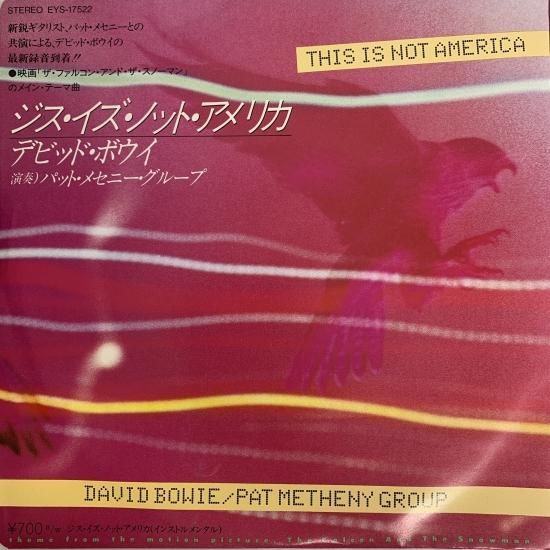 STEREO EYS-17522
新鋭ギタリスト、パット・メセニーとの
共演による、デビッド・ボウイの
最新録音到着!!
●映画「ザ・ファルコン・アンド・ザ・スノーマン」
のメイン・テーマ曲
THIS IS NOT AMERICA
ジス・イズ・ノット・アメリカ
デビッド・ボウイ
演奏)パット・メセニー・グループ
DAVID BOWIE/PAT METHENY GROUP
¥700 B/W ジス・イズ・ノット・アメリカ(インストルメンタル)
theme from the motion picture, The Falcon And The Snowman